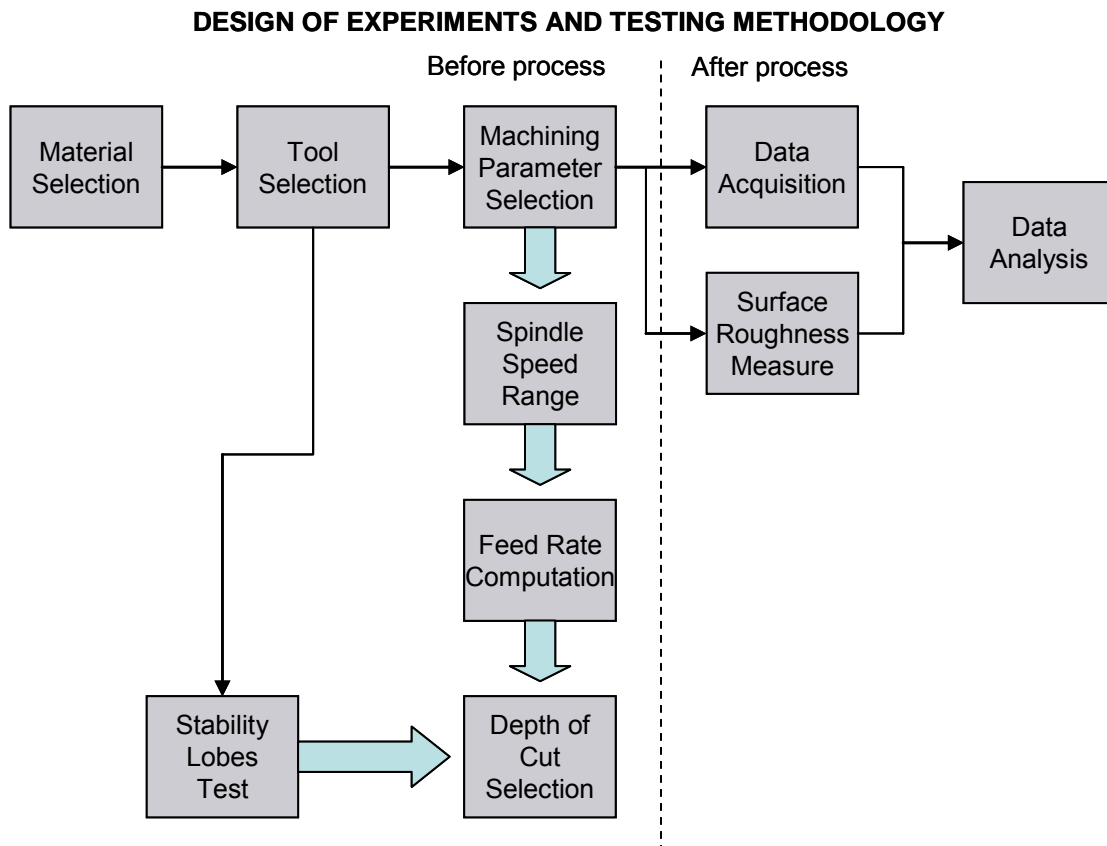 DESIGN OF EXPERIMENTS AND TESTING METHODOLOGY
Before process
After process
Material
Selection
Tool
Selection
Machining
Parameter
Selection
Data
Acquisition
Data
Analysis
Surface
Roughness
Measure
Spindle
Speed
Range
Feed Rate
Computation
Stability
Lobes
Test
Depth of
Cut
Selection